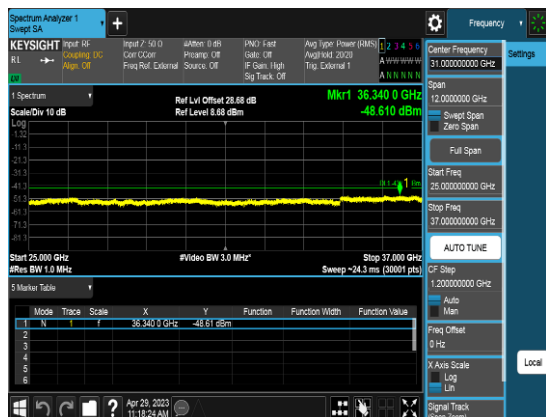 Spectrum Analyzer 1
Swept SA
Frequency
KEYSIGHT
Input: RF
Input Z: 50 Ω
#Atten: 0 dB
PNO: Fast
Avg Type: Power (RMS)
1 2 3 4 5 6
RL
Coupling: DC
Corr CCorr
Preamp: Off
Gate: Off
Avg|Hold: 20/20
A WWWWW
Align: Off
Freq Ref: External
Source: Off
IF Gain: High
Trig: External 1
Sig Track: Off
A N N N N N
1 Spectrum
Ref Lvl Offset 28.68 dB
Mkr1 36.340 0 GHz
Scale/Div 10 dB
Ref Level 8.68 dBm
-48.610 dBm
Log
-1.32
-11.3
-21.3
-31.3
-41.3
-51.3
-61.3
-71.3
-81.3
1
Start 25.000 GHz
#Video BW 3.0 MHz*
Stop 37.000 GHz
#Res BW 1.0 MHz
Sweep ~24.3 ms (30001 pts)
5 Marker Table
Mode Trace Scale X Y Function Function Width Function Value
1 N 1 f 36.340 0 GHz -48.61 dBm
2
3
4
5
6
Apr 29, 2023
11:18:24 AM
Center Frequency
31.000000000 GHz
Settings
Span
12.0000000 GHz
Swept Span
Zero Span
Full Span
Start Freq
25.000000000 GHz
Stop Freq
37.000000000 GHz
AUTO TUNE
CF Step
1.200000000 GHz
Auto
Man
Freq Offset
0 Hz
X Axis Scale
Log
Lin
Local
Signal Track
(Span Zoom)